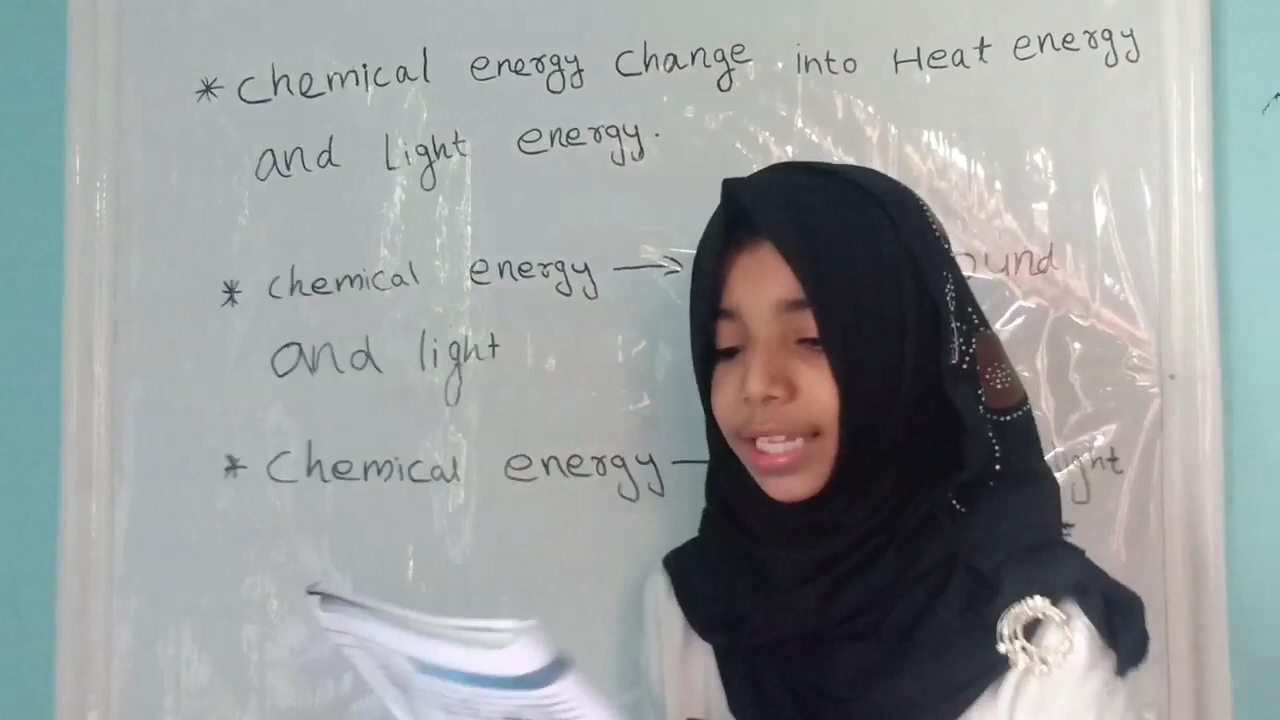 * Chemical energy Change into Heat energy
and Light energy.
* chemical energy →
and light
* Chemical energy